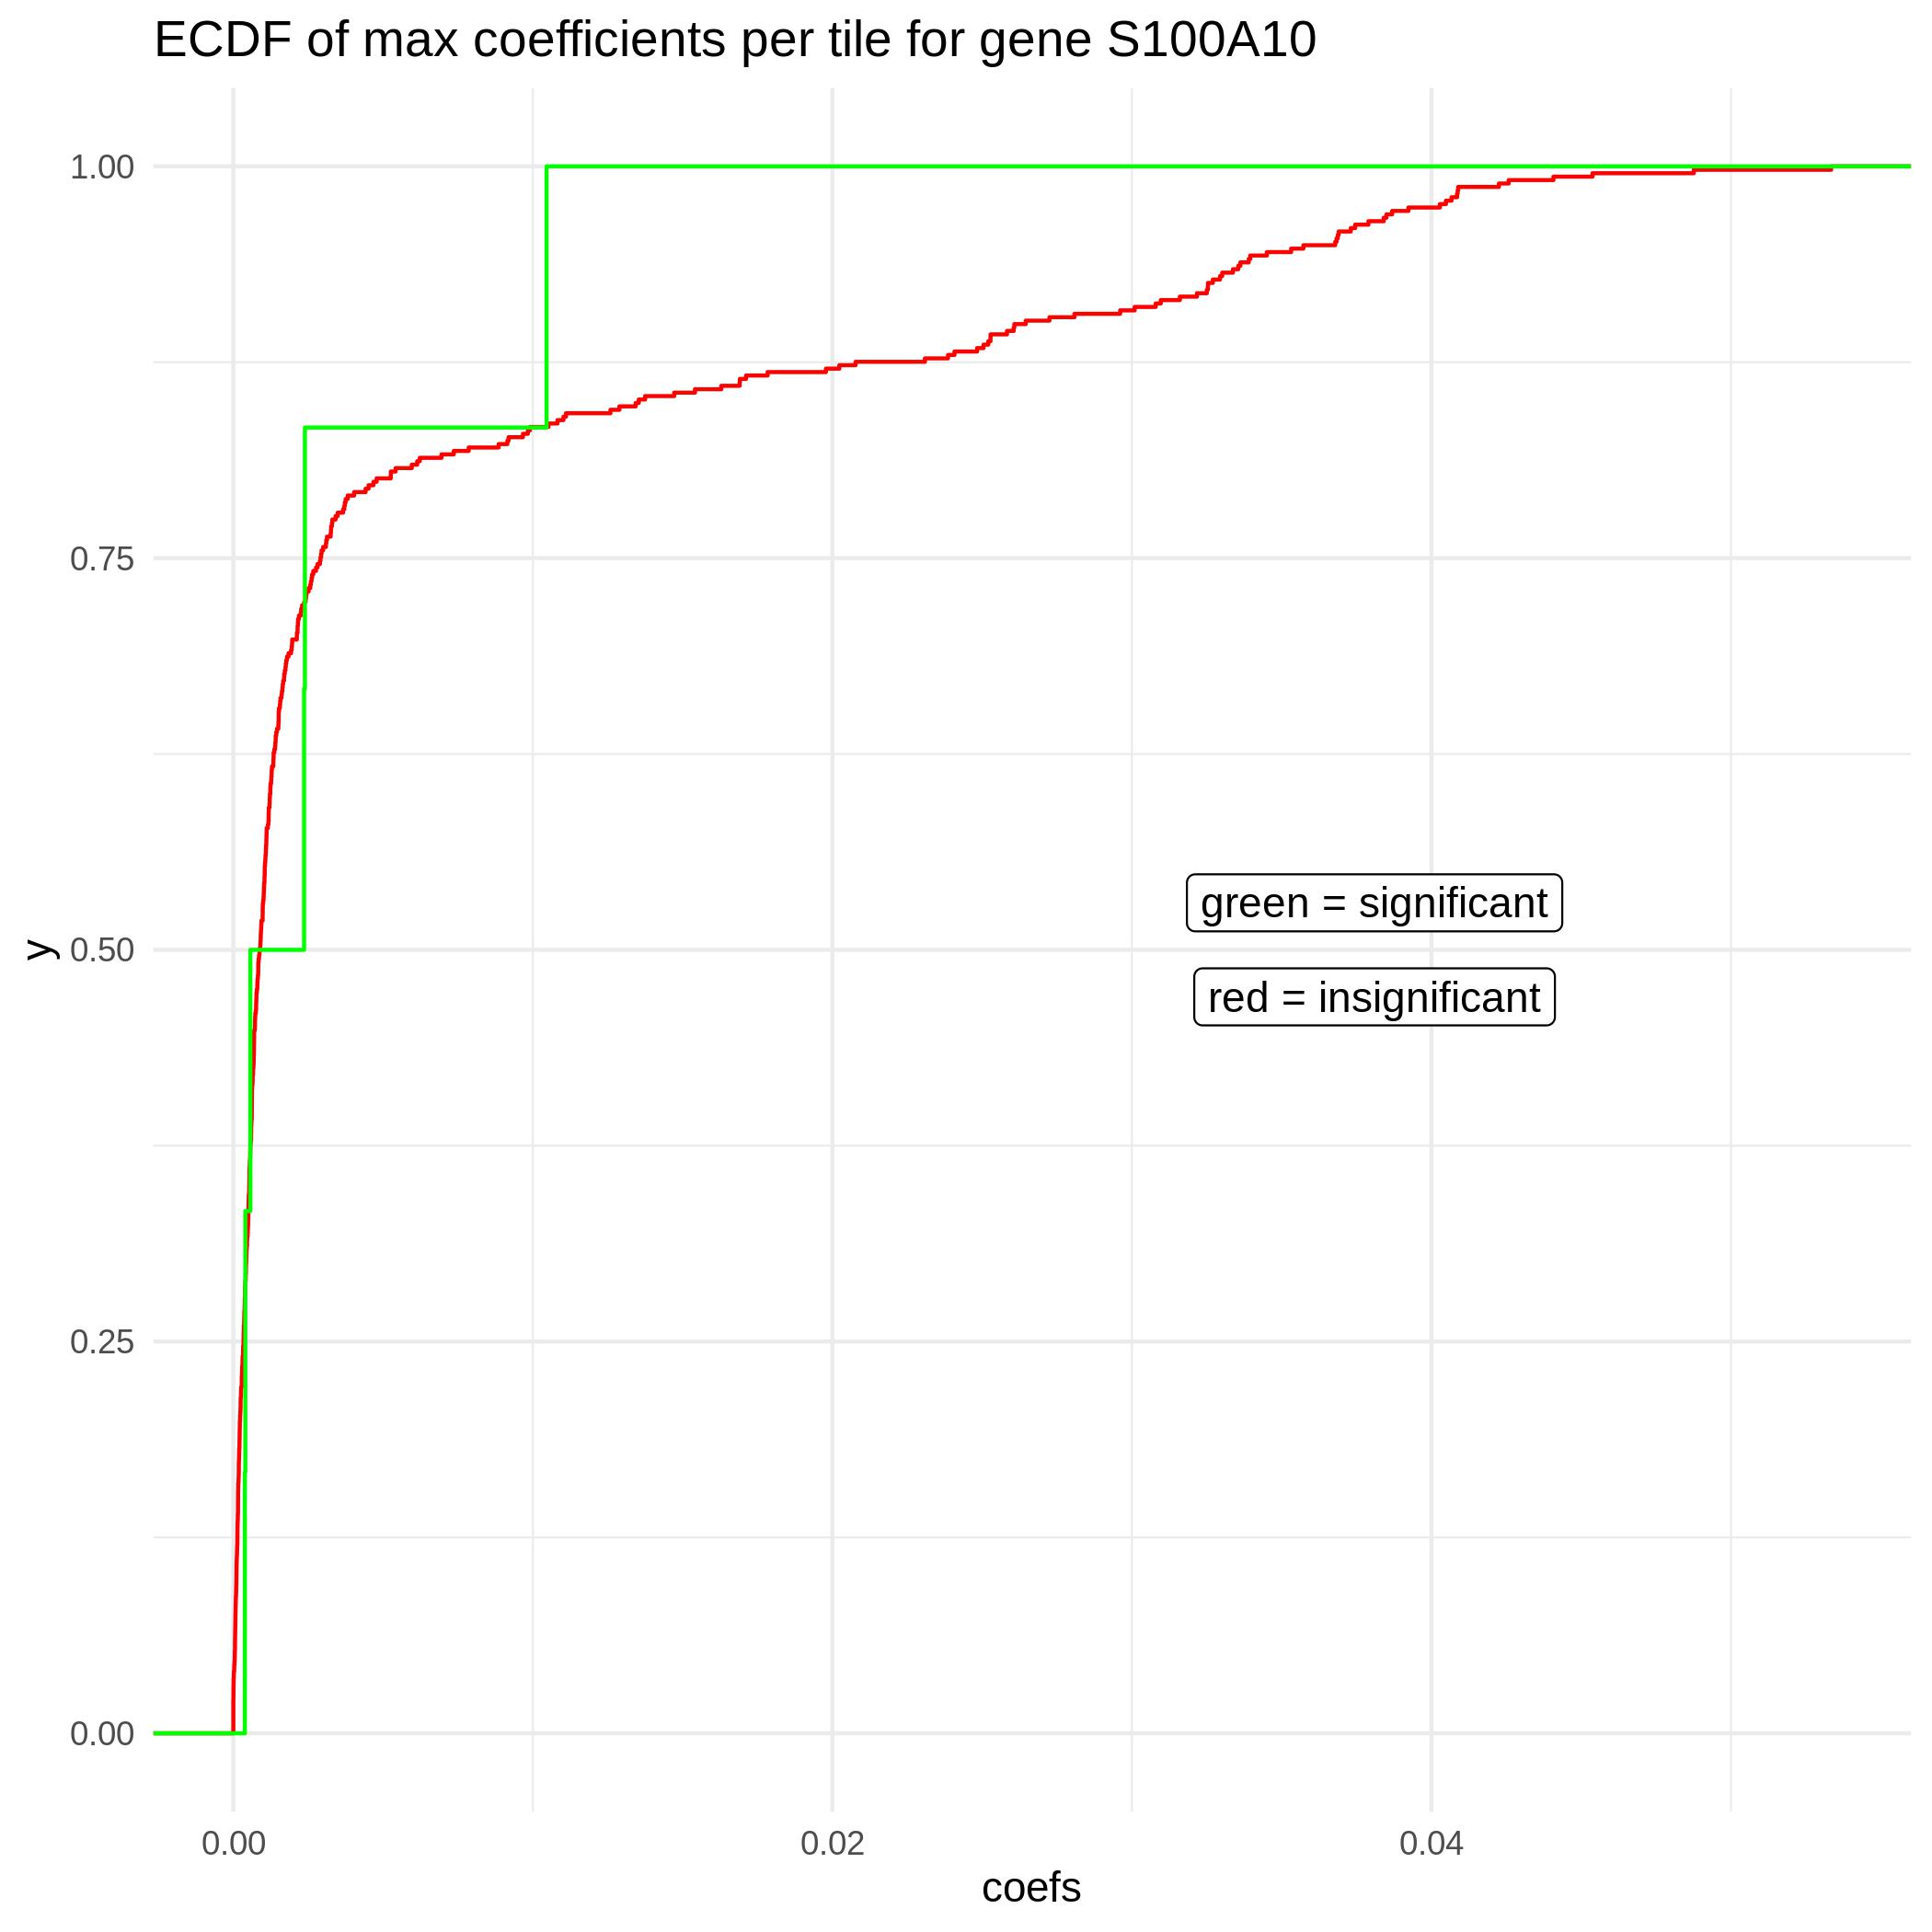 ECDF of max coefficients per tile for gene S100A10
1.00
0.75
green = significant
y
0.50
red = insignificant
0.25
0.00
0.00
0.02
0.04
coefs